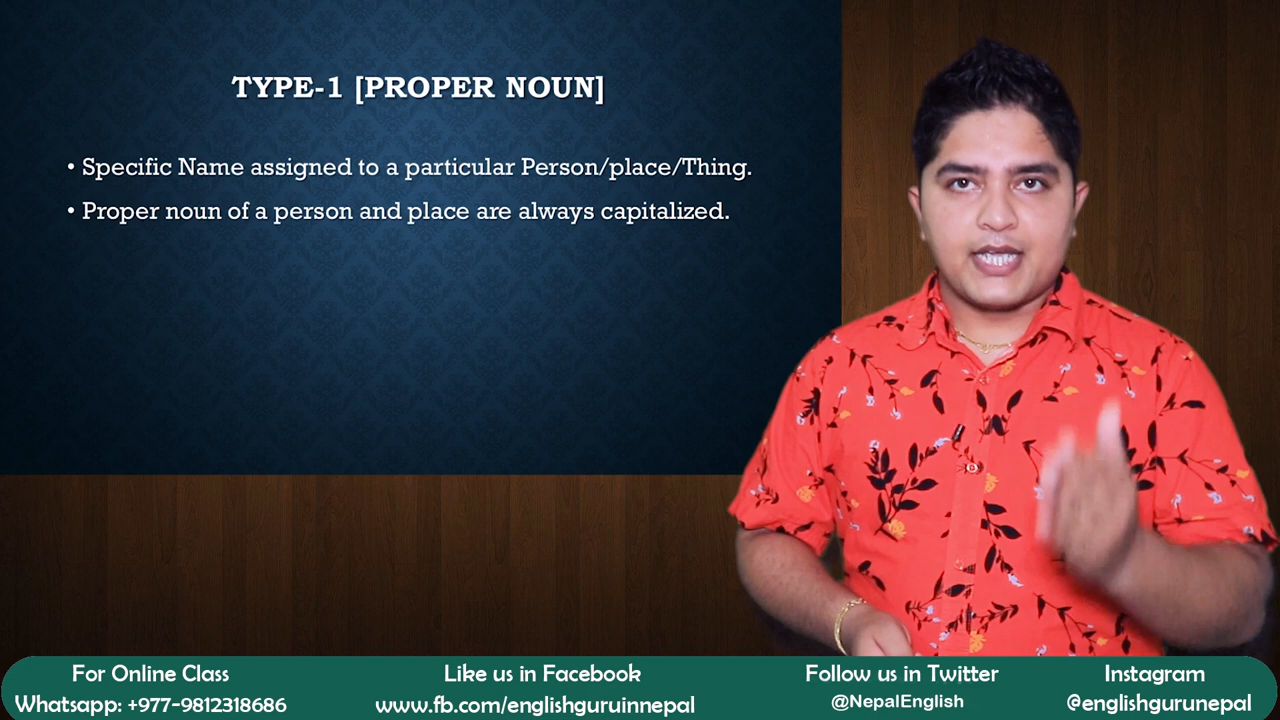 TYPE-1 [PROPER NOUN]
• Specific Name assigned to a particular Person/place/Thing.
• Proper noun of a person and place are always capitalized.
For Online Class
Whatsapp: +977-9812318686
Like us in Facebook
www.fb.com/englishguruinnepal
Follow us in Twitter
@NepalEnglish
Instagram
@englishgurunepal